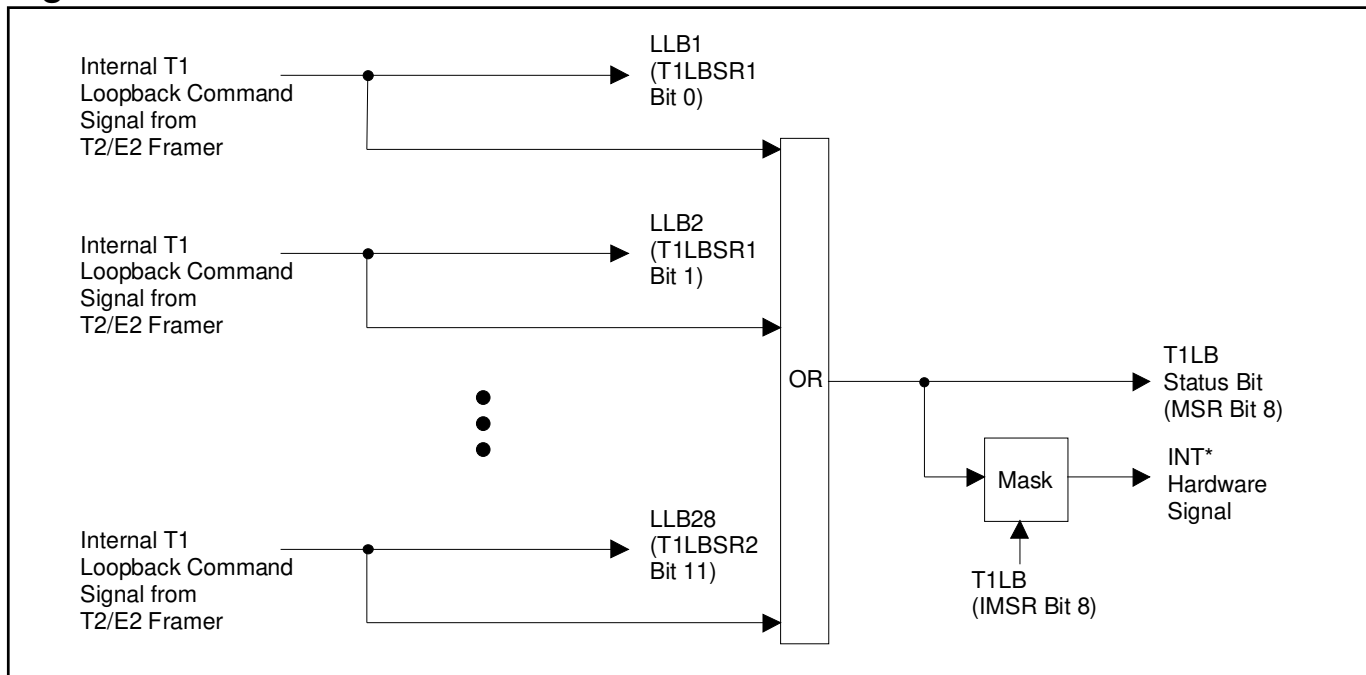 Internal T1
Loopback Command
Signal from
T2/E2 Framer
LLB1
(T1LBSR1
Bit 0)
Internal T1
Loopback Command
Signal from
T2/E2 Framer
LLB2
(T1LBSR1
Bit 1)
OR
T1LB
Status Bit
(MSR Bit 8)
Mask
INT*
Hardware
Signal
T1LB
(IMSR Bit 8)
Internal T1
Loopback Command
Signal from
T2/E2 Framer
LLB28
(T1LBSR2
Bit 11)